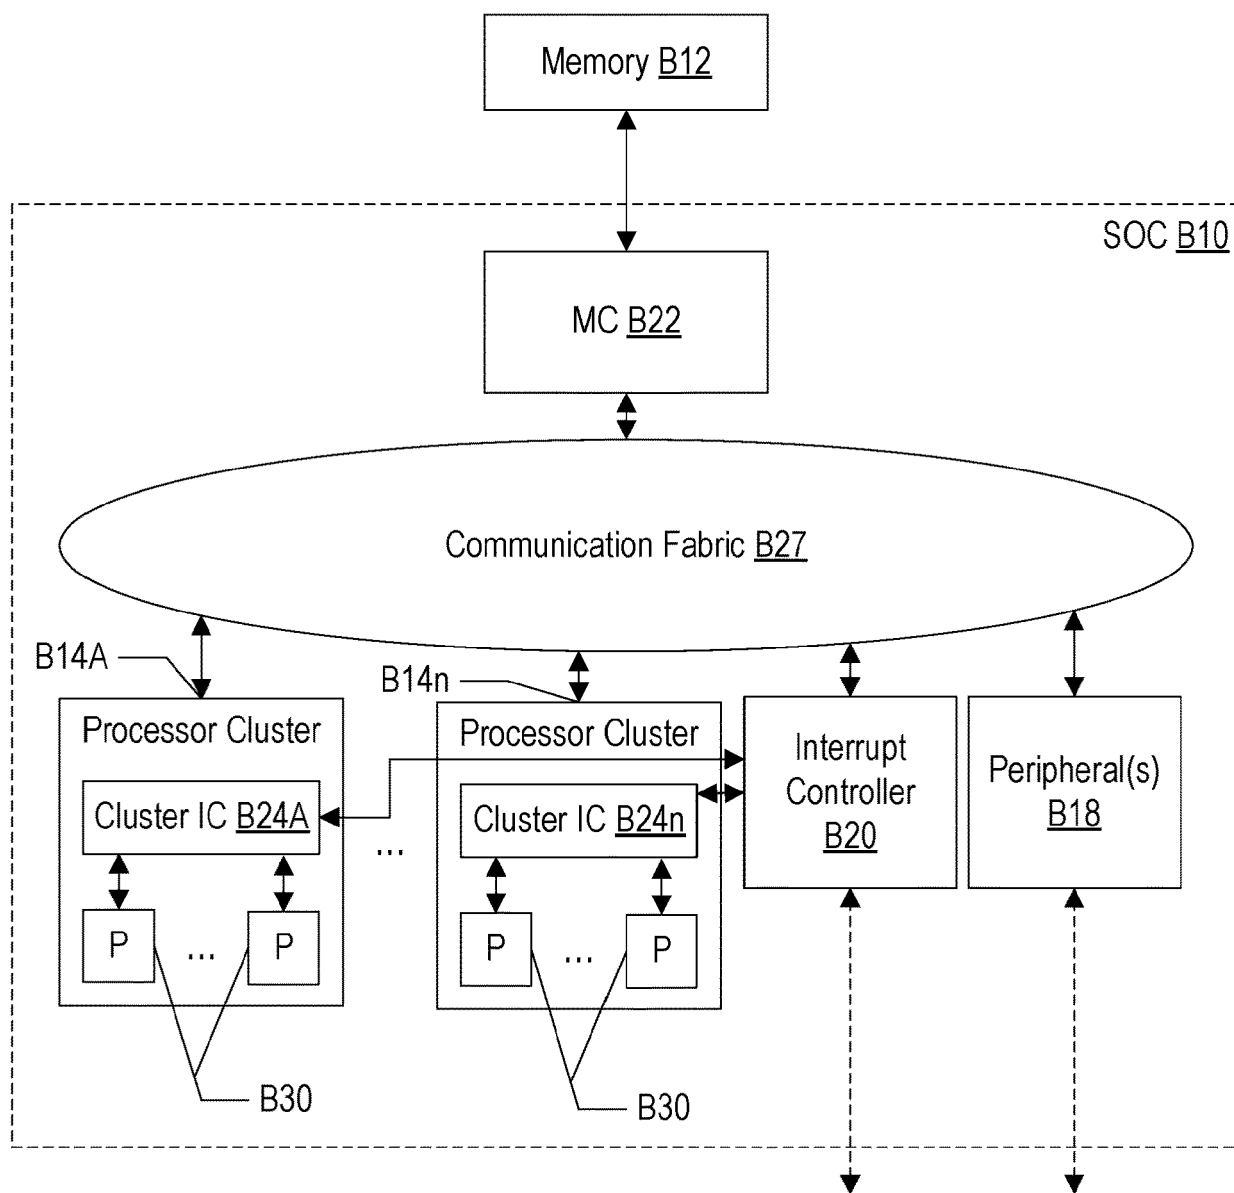 Memory B12
SOC B10
MC B22
Communication Fabric B27
B14A
B14n
Processor Cluster
Processor Cluster
Interrupt
Controller
B20
Peripheral(s)
B18
Cluster IC B24A
Cluster IC B24n
...
P
...
P
P
...
P
B30
B30